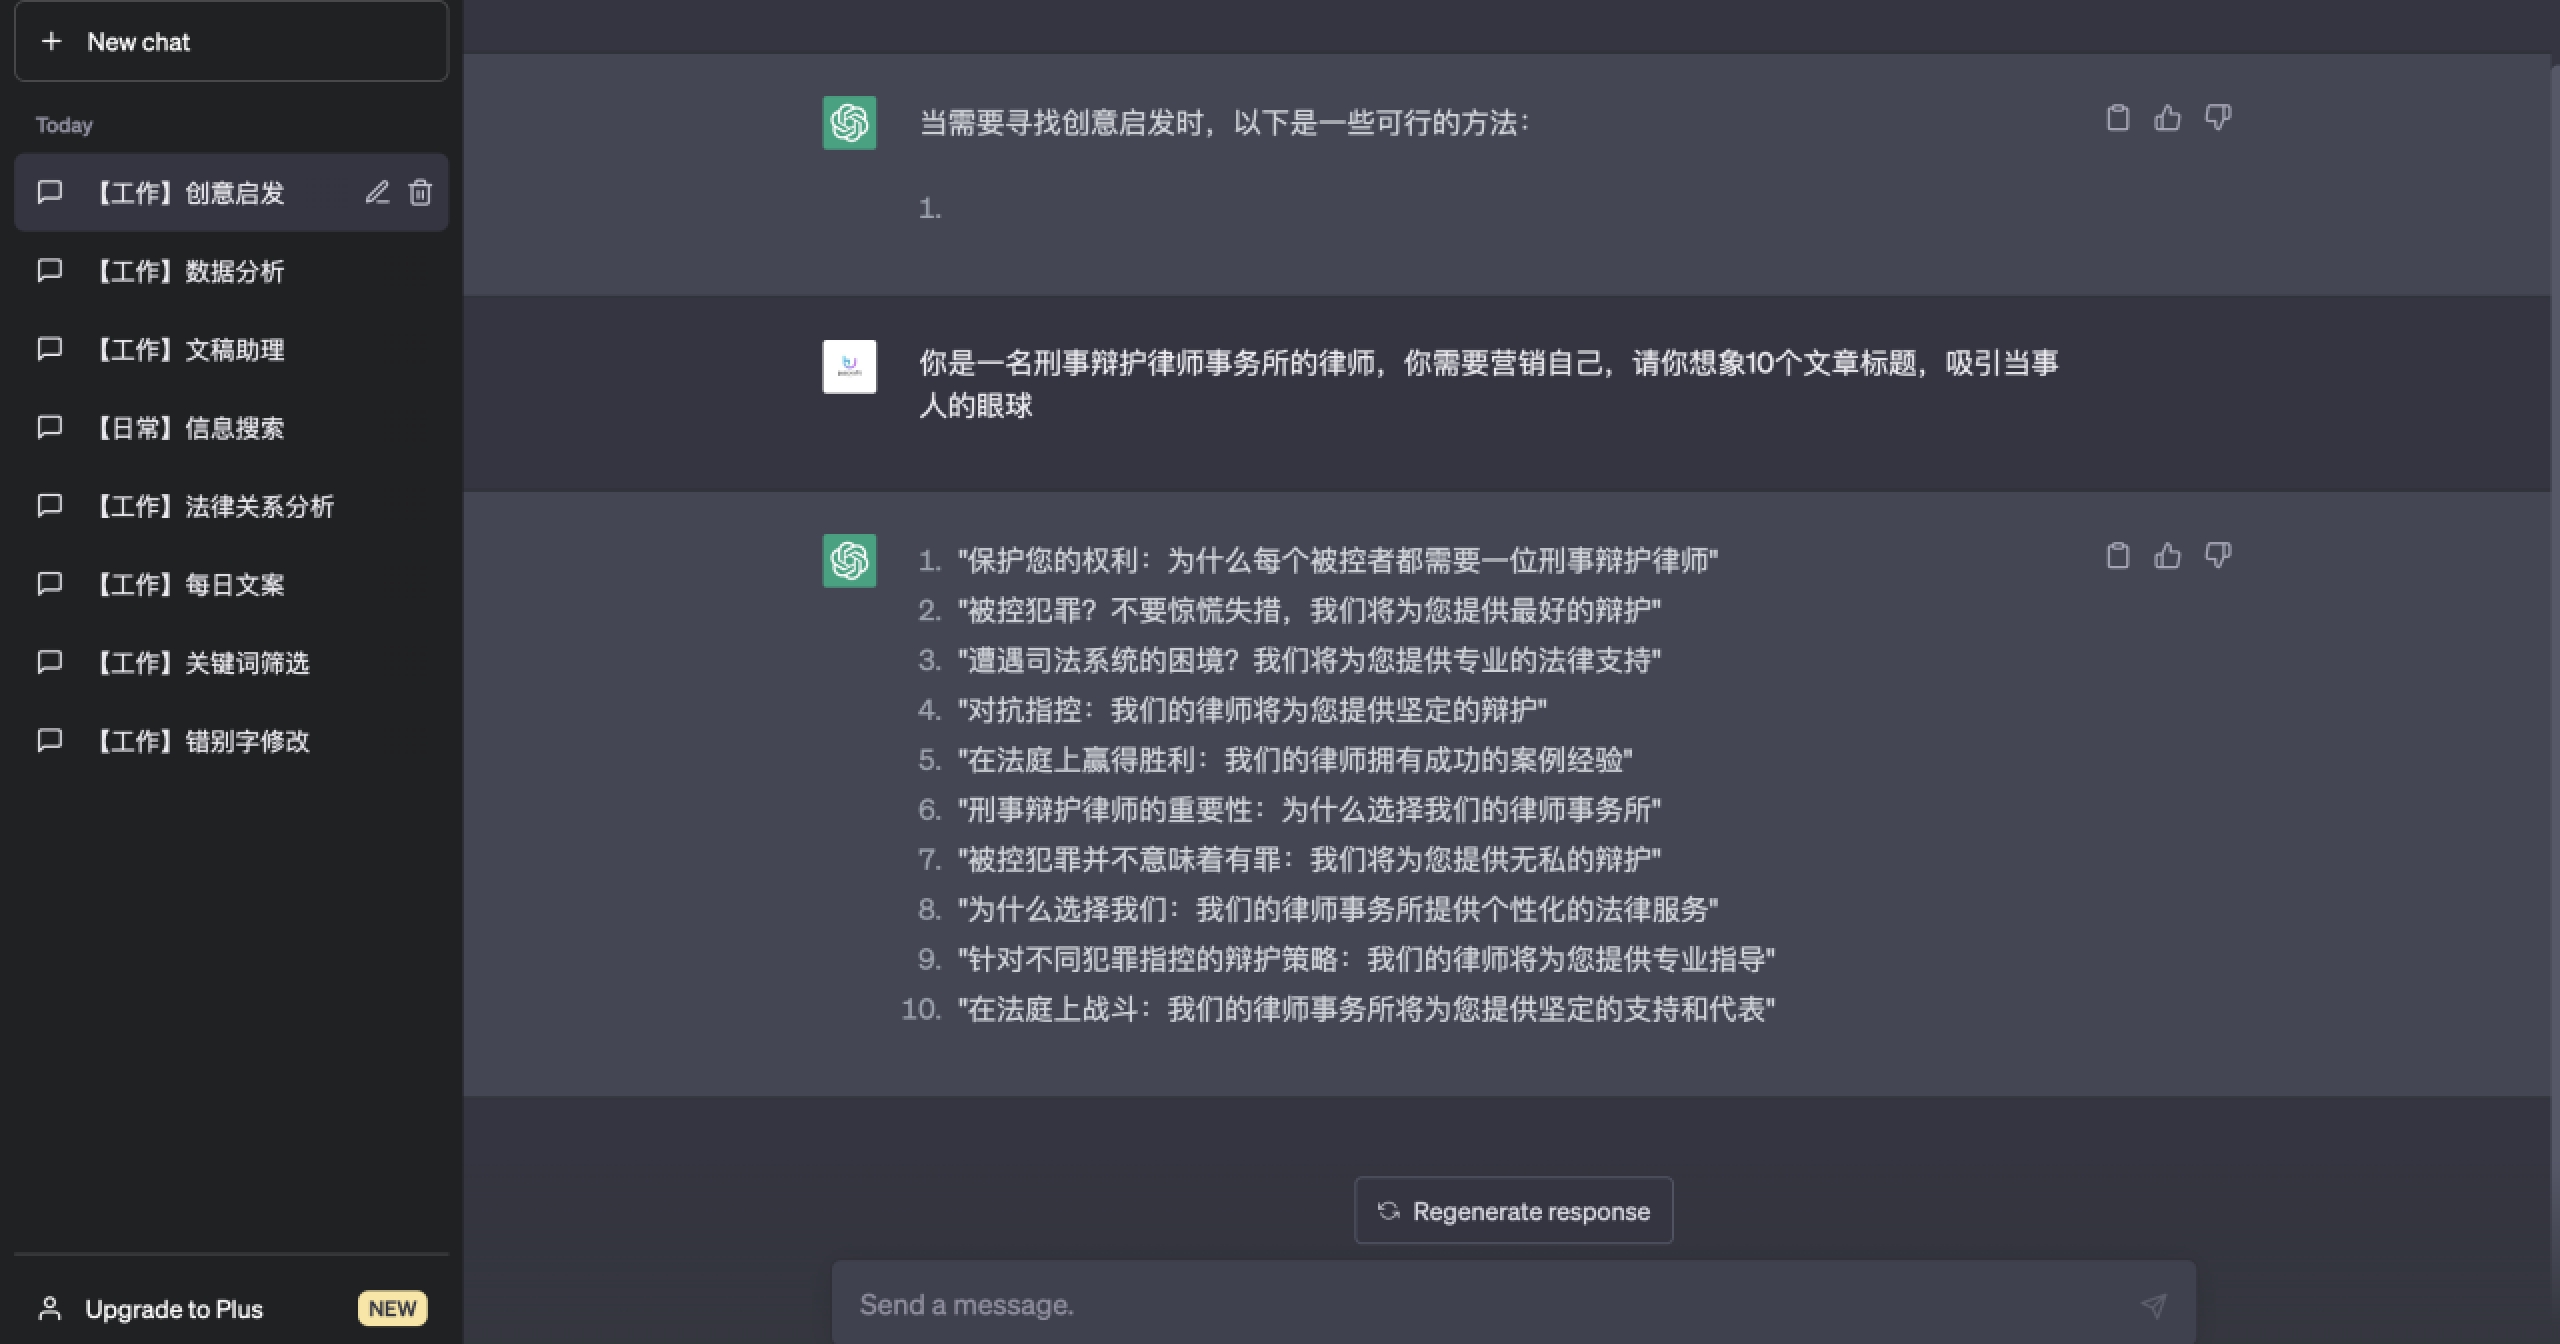 New chat
Today
【工作】创意启发
【工作】数据分析
【工作】文稿助理
【日常】信息搜索
【工作】法律关系分析
【工作】每日文案
【工作】关键词筛选
【工作】错别字修改
Upgrade to Plus
NEW
当需要寻找创意启发时，以下是一些可行的方法：
1.
你是一名刑事辩护律师事务所的律师，你需要营销自己，请你想象10个文章标题，吸引当事
人的眼球
1. "保护您的权利：为什么每个被控者都需要一位刑事辩护律师"
2. "被控犯罪？不要惊慌失措，我们将为您提供最好的辩护"
3. "遭遇司法系统的困境？我们将为您提供专业的法律支持"
4. "对抗指控：我们的律师将为您提供坚定的辩护"
5. "在法庭上赢得胜利：我们的律师拥有成功的案例经验"
6. "刑事辩护律师的重要性：为什么选择我们的律师事务所"
7. "被控犯罪并不意味着有罪：我们将为您提供无私的辩护"
8. "为什么选择我们：我们的律师事务所提供个性化的法律服务"
9. "针对不同犯罪指控的辩护策略：我们的律师将为您提供专业指导"
10. "在法庭上战斗：我们的律师事务所将为您提供坚定的支持和代表"
Regenerate response
Send a message.